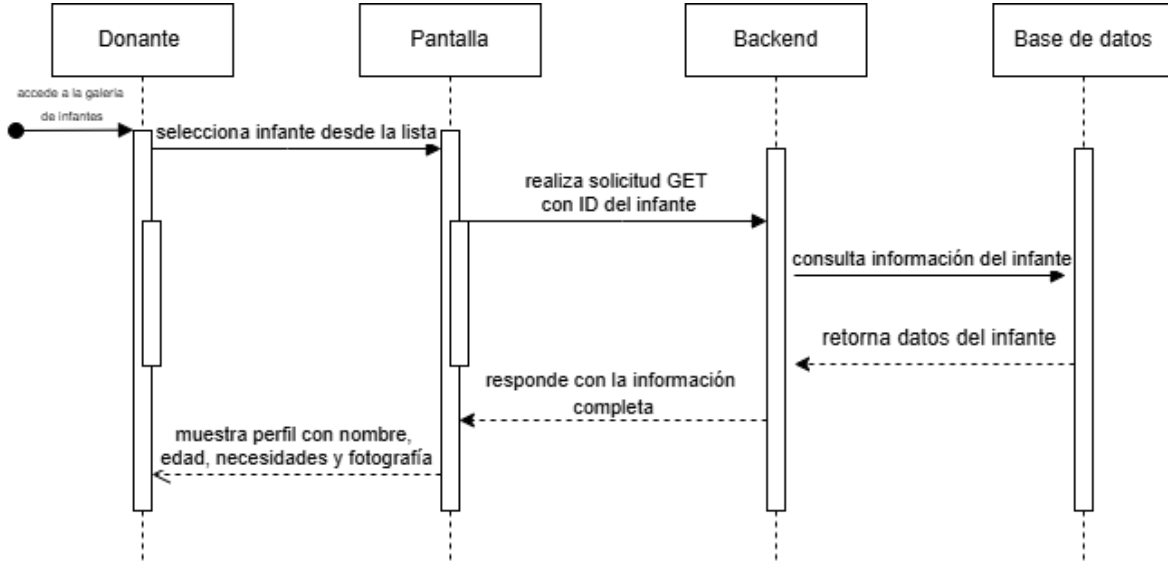 Donante
Pantalla
Backend
Base de datos
accede a la galeria
de infantes
selecciona infante desde la lista
realiza solicitud GET
con ID del infante
consulta información del infante
retorna datos del infante
responde con la información
completa
muestra perfil con nombre,
edad, necesidades y fotografía